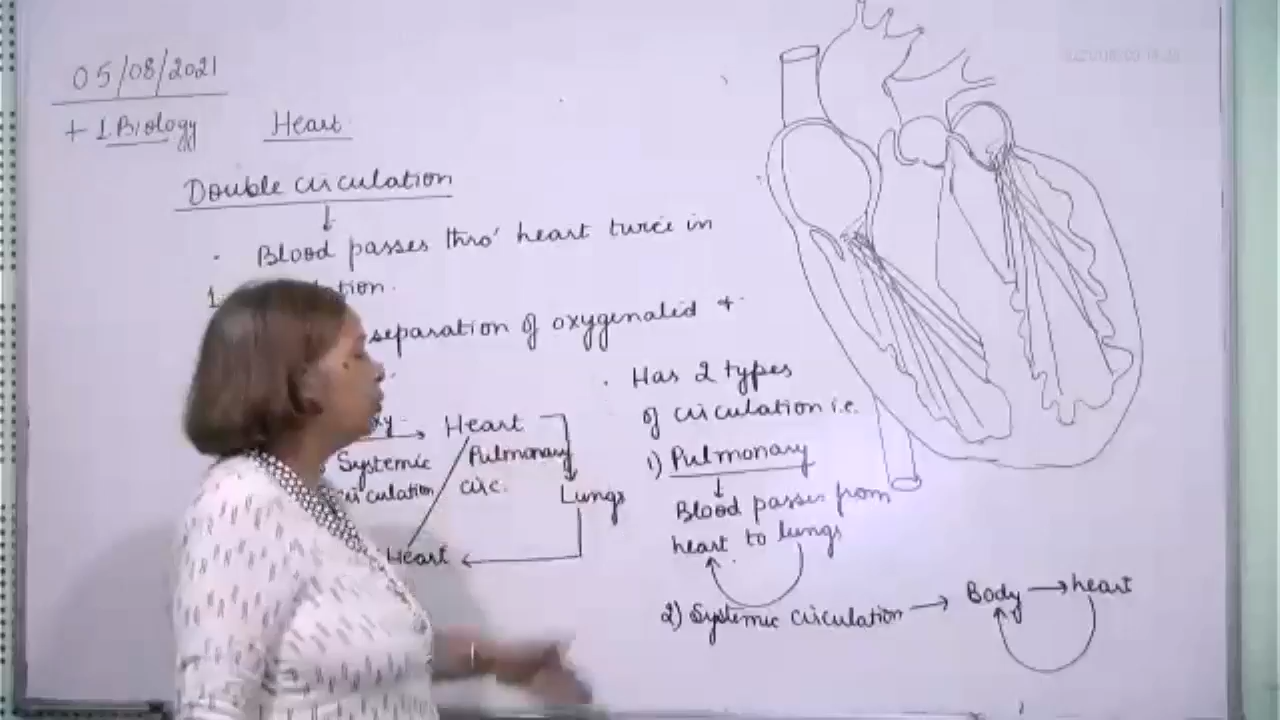 05/08/2021
+ 1 Biology
Heart
Double circulation
Blood passes thro' heart twice in
1
separation of oxygenated +
Heart
Systemic
Pulmonary
circ.
circulation
Lungs
Heart
Has 2 types
of circulation i.e.
1) Pulmonary
Blood passes from
heart to lungs
2) Systemic circulation → Body → heart